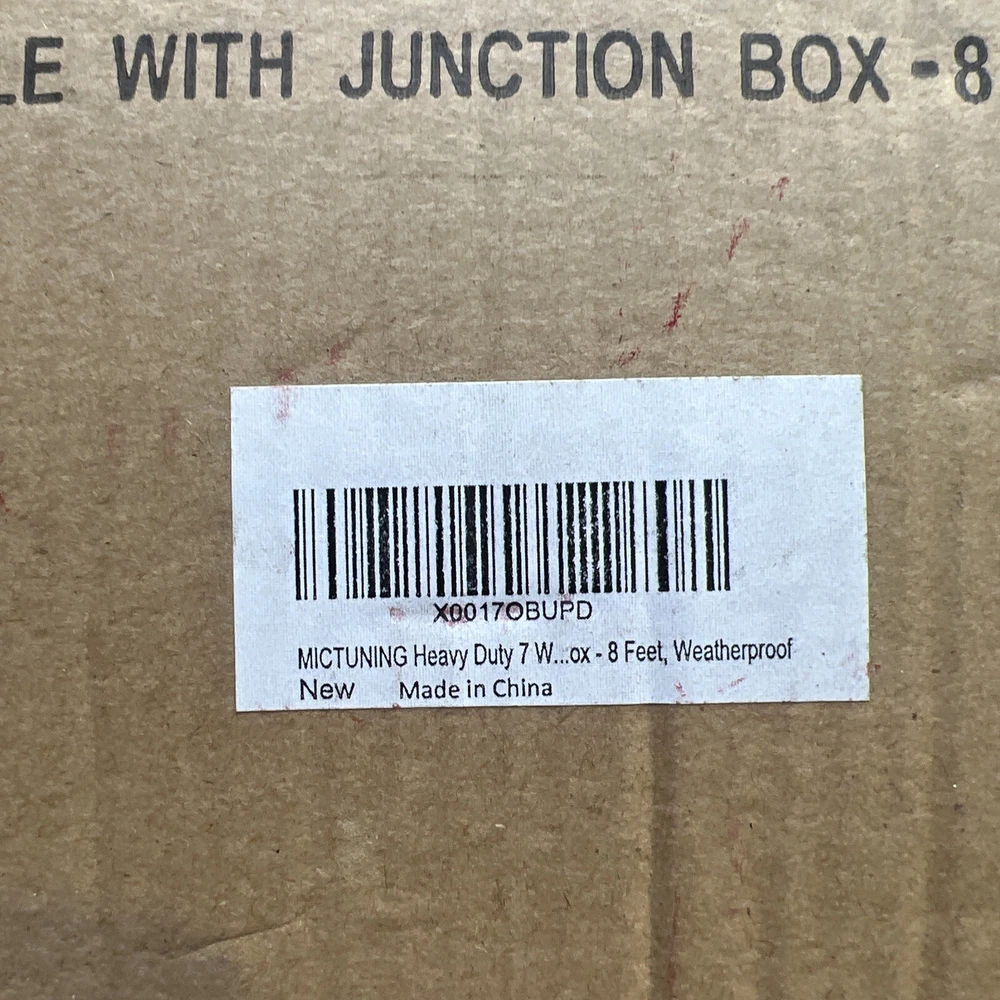 LE WITH JUNCTION BOX - 8
X0017OBUPD
MICTUNING Heavy Duty 7 W...ox - 8 Feet, Weatherproof
New Made in China